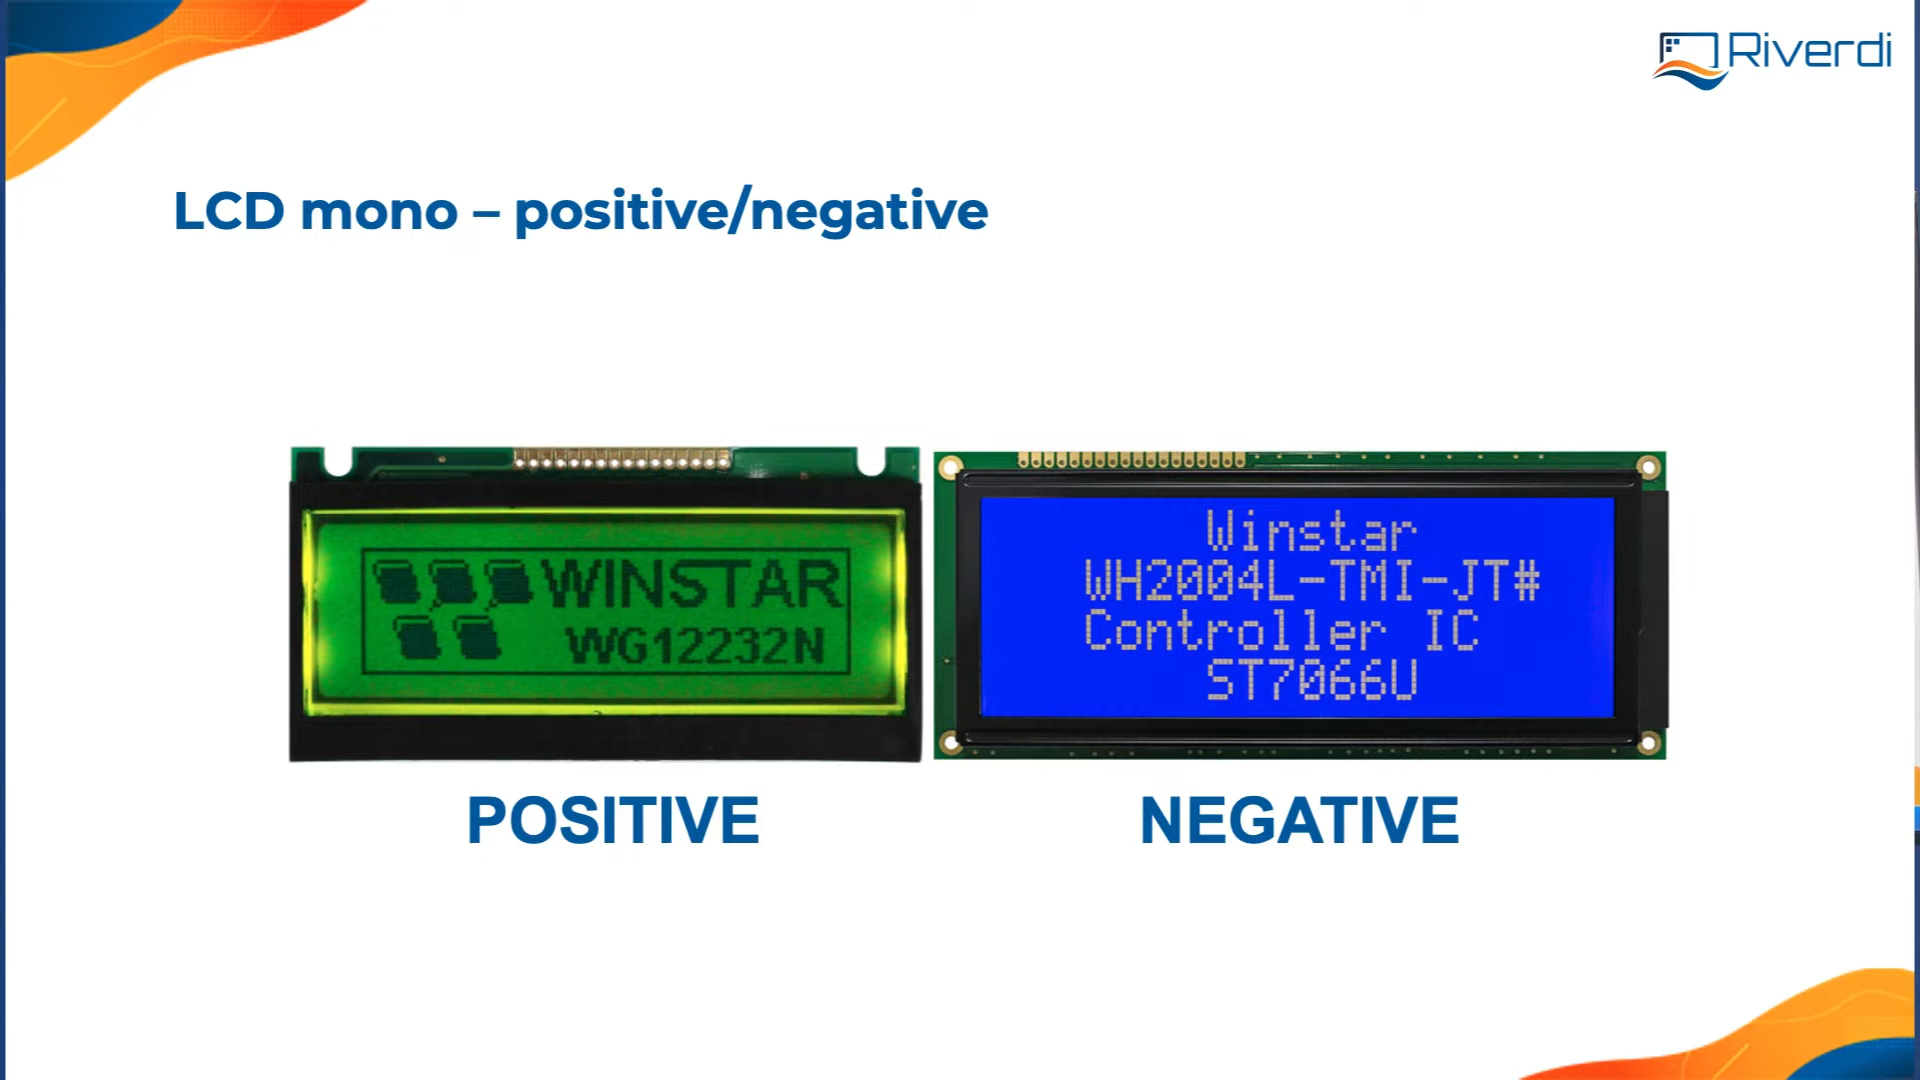 Riverdi
LCD mono – positive/negative
WINSTAR
WG12232N
Winstar
WH2004L-TMI-JT#
Controller IC
ST7066U
POSITIVE
NEGATIVE